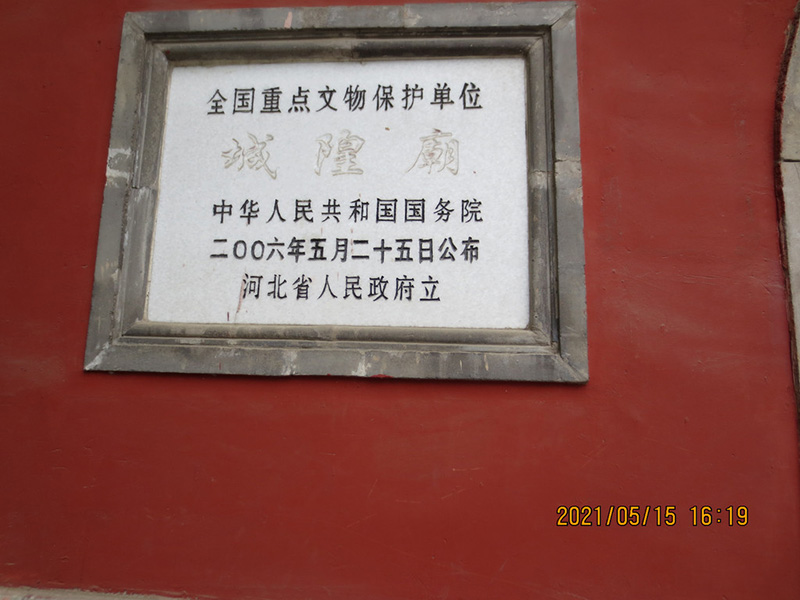 全国重点文物保护单位
城隍廟
中华人民共和国国务院
二〇〇六年五月二十五日公布
河北省人民政府立
2021/05/15 16:19